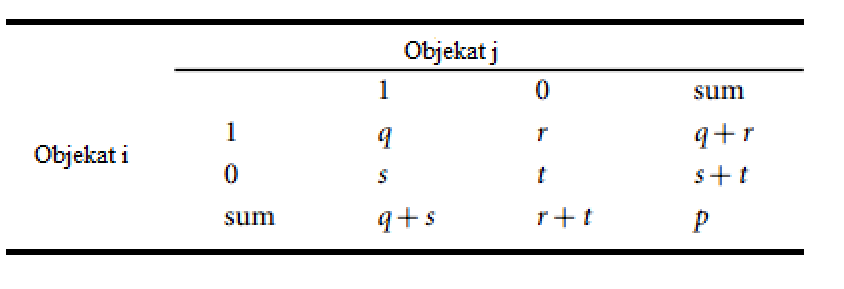 Objekat j
1 0 sum
1 q r q + r
Objekat i
0 s t s + t
sum q + s r + t p